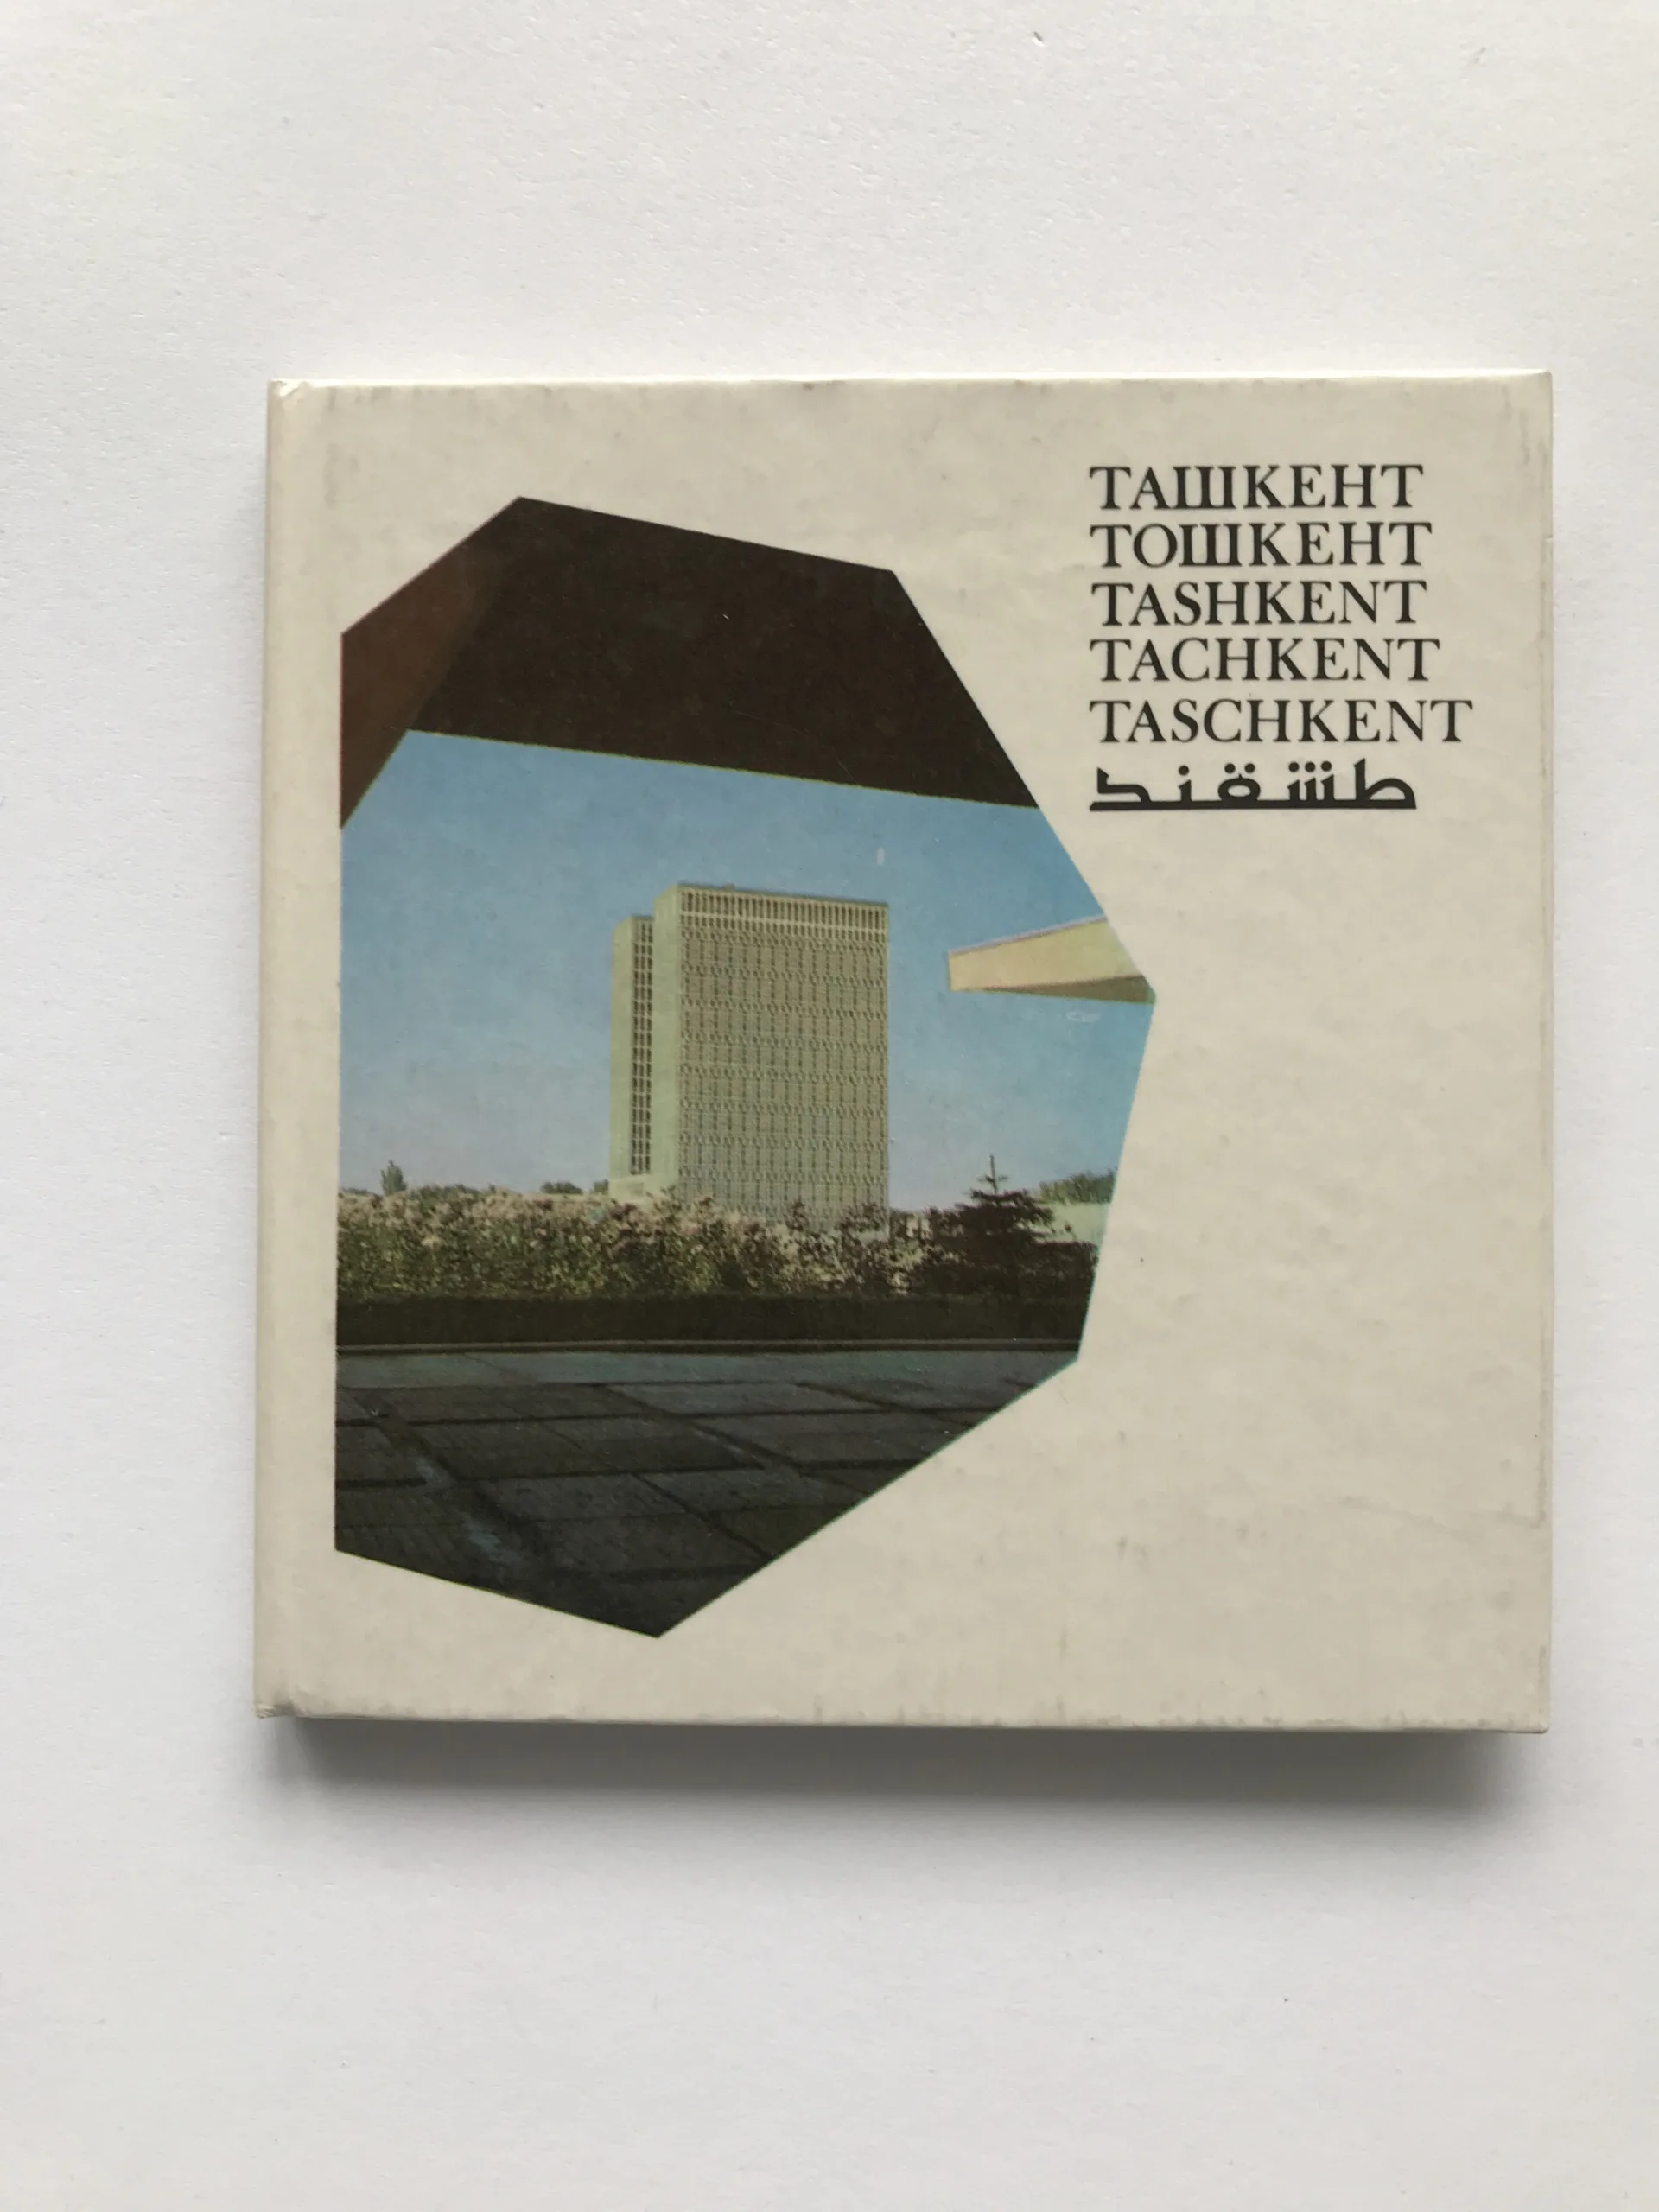 ТАШКЕНТ
ТОШКЕНТ
TASHKENT
TACHKENT
TASCHKENT
طشقند